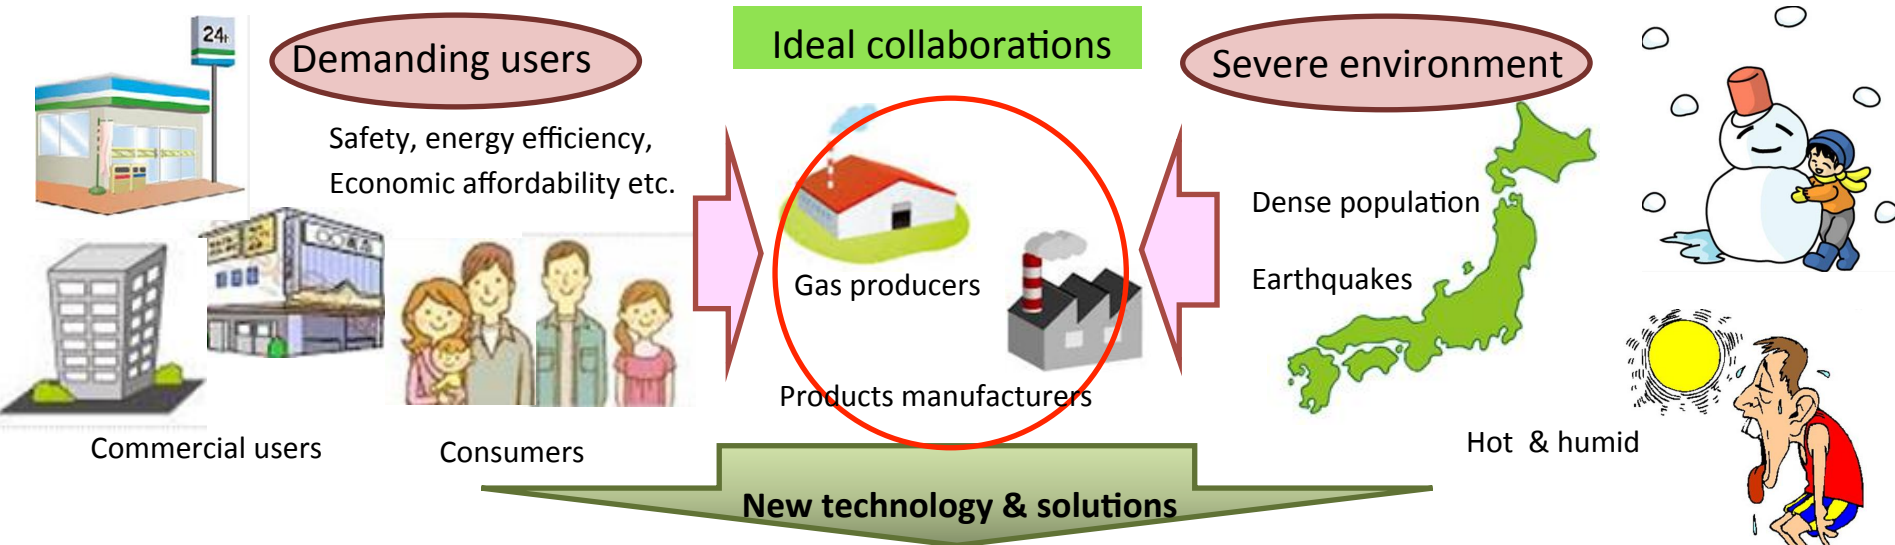 24h
Demanding users
Safety, energy efficiency,
Economic affordability etc.
Commercial users
Consumers
Ideal collaborations
Gas producers
Products manufacturers
New technology & solutions
Severe environment
Dense population
Earthquakes
Hot & humid